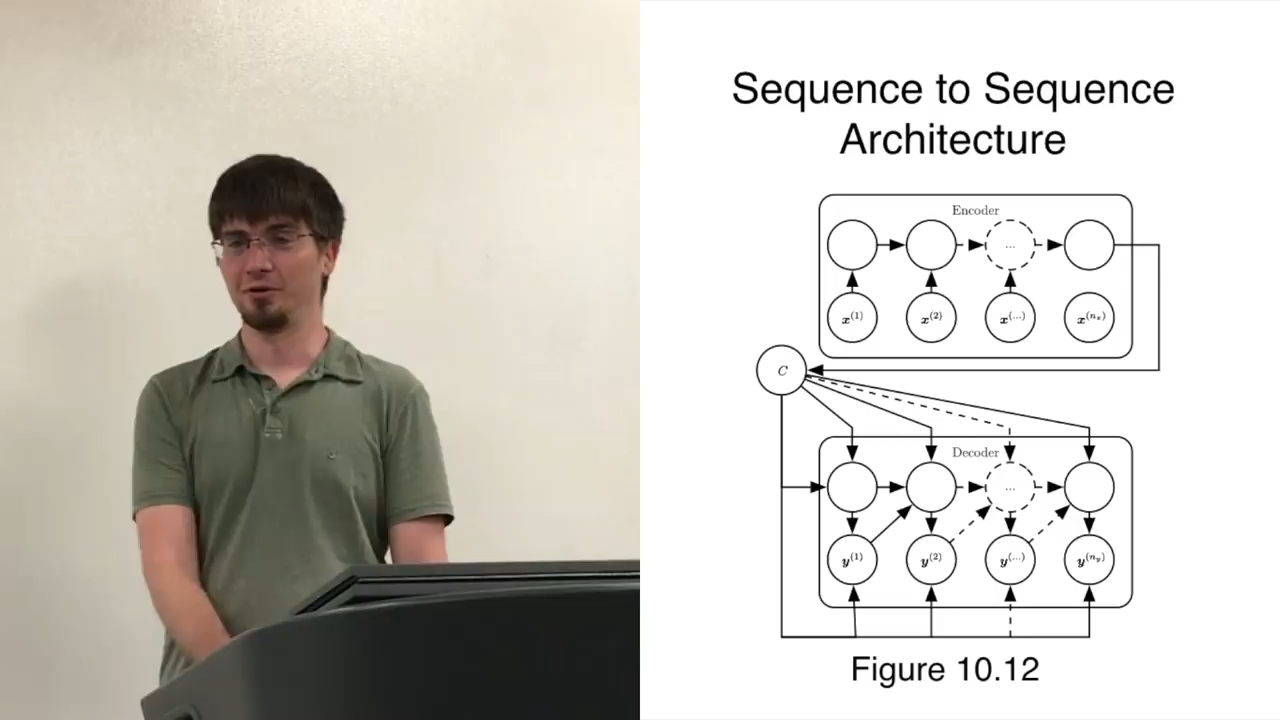 Sequence to Sequence
Architecture
Encoder
...
x^(1) x^(2) x^(...) x^(n_x)
C
Decoder
...
y^(1) y^(2) y^(...) y^(n_y)
Figure 10.12